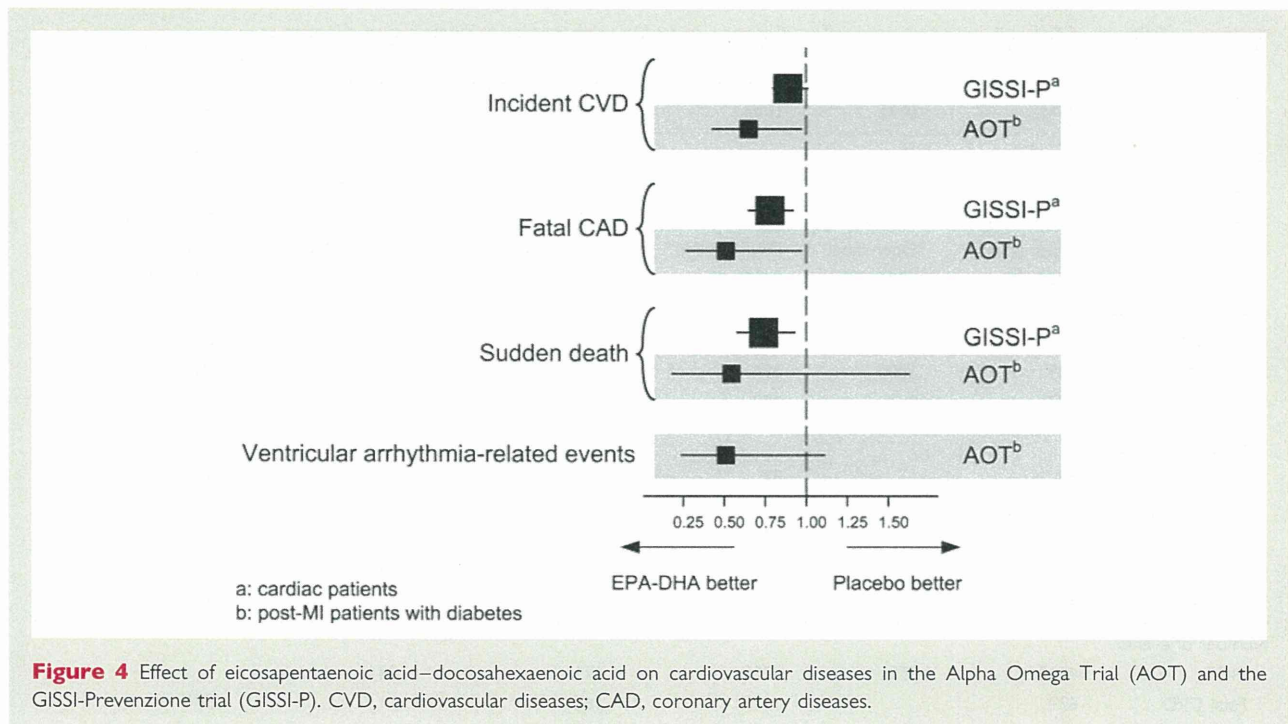 Incident CVD
GISSI-Pᵃ
AOTᵇ
Fatal CAD
GISSI-Pᵃ
AOTᵇ
Sudden death
GISSI-Pᵃ
AOTᵇ
Ventricular arrhythmia-related events
AOTᵇ
0.25 0.50 0.75 1.00 1.25 1.50
EPA-DHA better
Placebo better
a: cardiac patients
b: post-MI patients with diabetes
Figure 4 Effect of eicosapentaenoic acid–docosahexaenoic acid on cardiovascular diseases in the Alpha Omega Trial (AOT) and the
GISSI-Prevenzione trial (GISSI-P). CVD, cardiovascular diseases; CAD, coronary artery diseases.